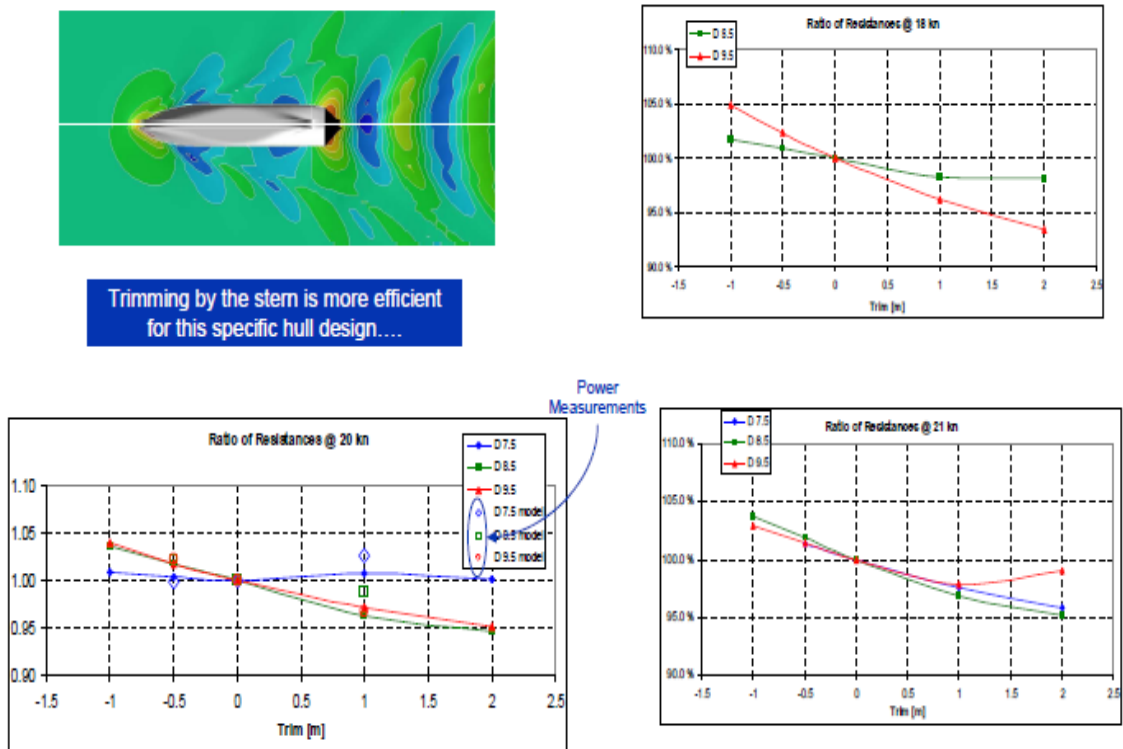 Ratio of Resistances @ 18 kn
D 8.5
D 9.5
110.0 %
105.0 %
100.0 %
95.0 %
90.0 %
-1.5 -1 -0.5 0 0.5 1 1.5 2 2.5
Trim [m]
Trimming by the stern is more efficient
for this specific hull design....
Power
Measurements
Ratio of Resistances @ 20 kn
D 7.5
D 8.5
D 9.5
D 7.5 model
D 8.5 model
D 9.5 model
1.10
1.05
1.00
0.95
0.90
-1.5 -1 -0.5 0 0.5 1 1.5 2 2.5
Trim [m]
Ratio of Resistances @ 21 kn
D 7.5
D 8.5
D 9.5
110.0 %
105.0 %
100.0 %
95.0 %
90.0 %
-1.5 -1 -0.5 0 0.5 1 1.5 2 2.5
Trim [m]